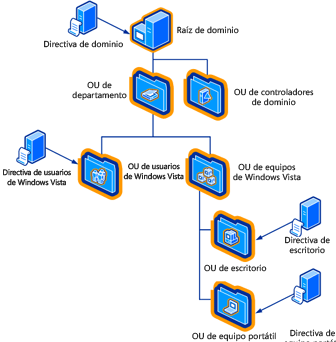 Raíz de dominio
Directiva de dominio
OU de
departamento
OU de controladores
de dominio
Directiva de usuarios
de Windows Vista
OU de usuarios
de Windows Vista
OU de equipos
de Windows Vista
Directiva de
escritorio
OU de escritorio
OU de equipo portátil
Directiva de